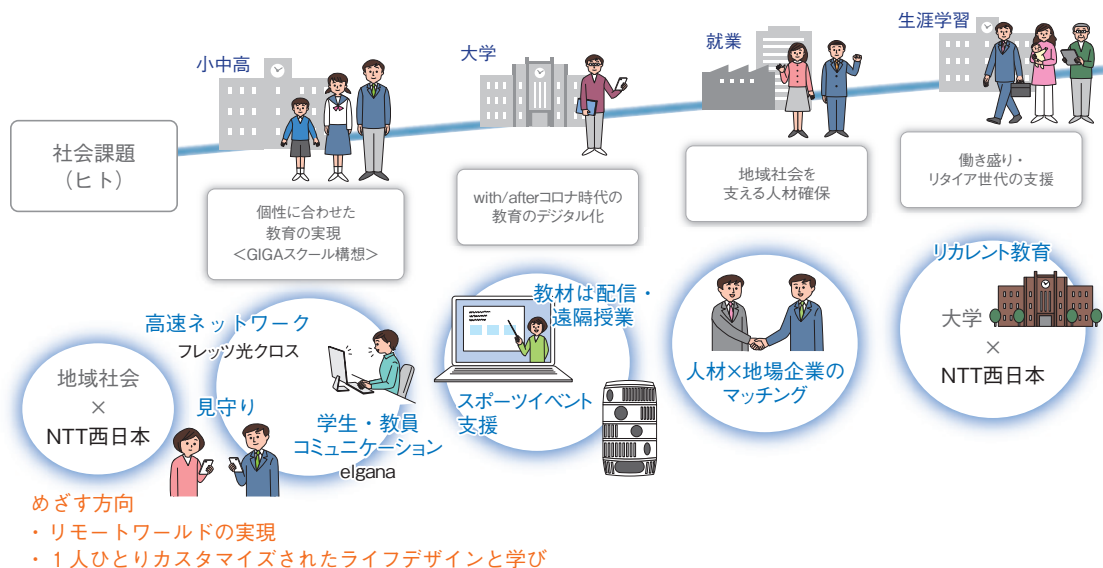 小中高
大学
就業
生涯学習
社会課題
（ヒト）
個性に合わせた
教育の実現
＜GIGAスクール構想＞
with/afterコロナ時代の
教育のデジタル化
地域社会を
支える人材確保
働き盛り・
リタイア世代の支援
地域社会
×
NTT西日本
高速ネットワーク
フレッツ光クロス
見守り
学生・教員
コミュニケーション
elgana
教材は配信・
遠隔授業
スポーツイベント
支援
人材×地場企業の
マッチング
リカレント教育
大学
×
NTT西日本
めざす方向
・リモートワールドの実現
・１人ひとりカスタマイズされたライフデザインと学び